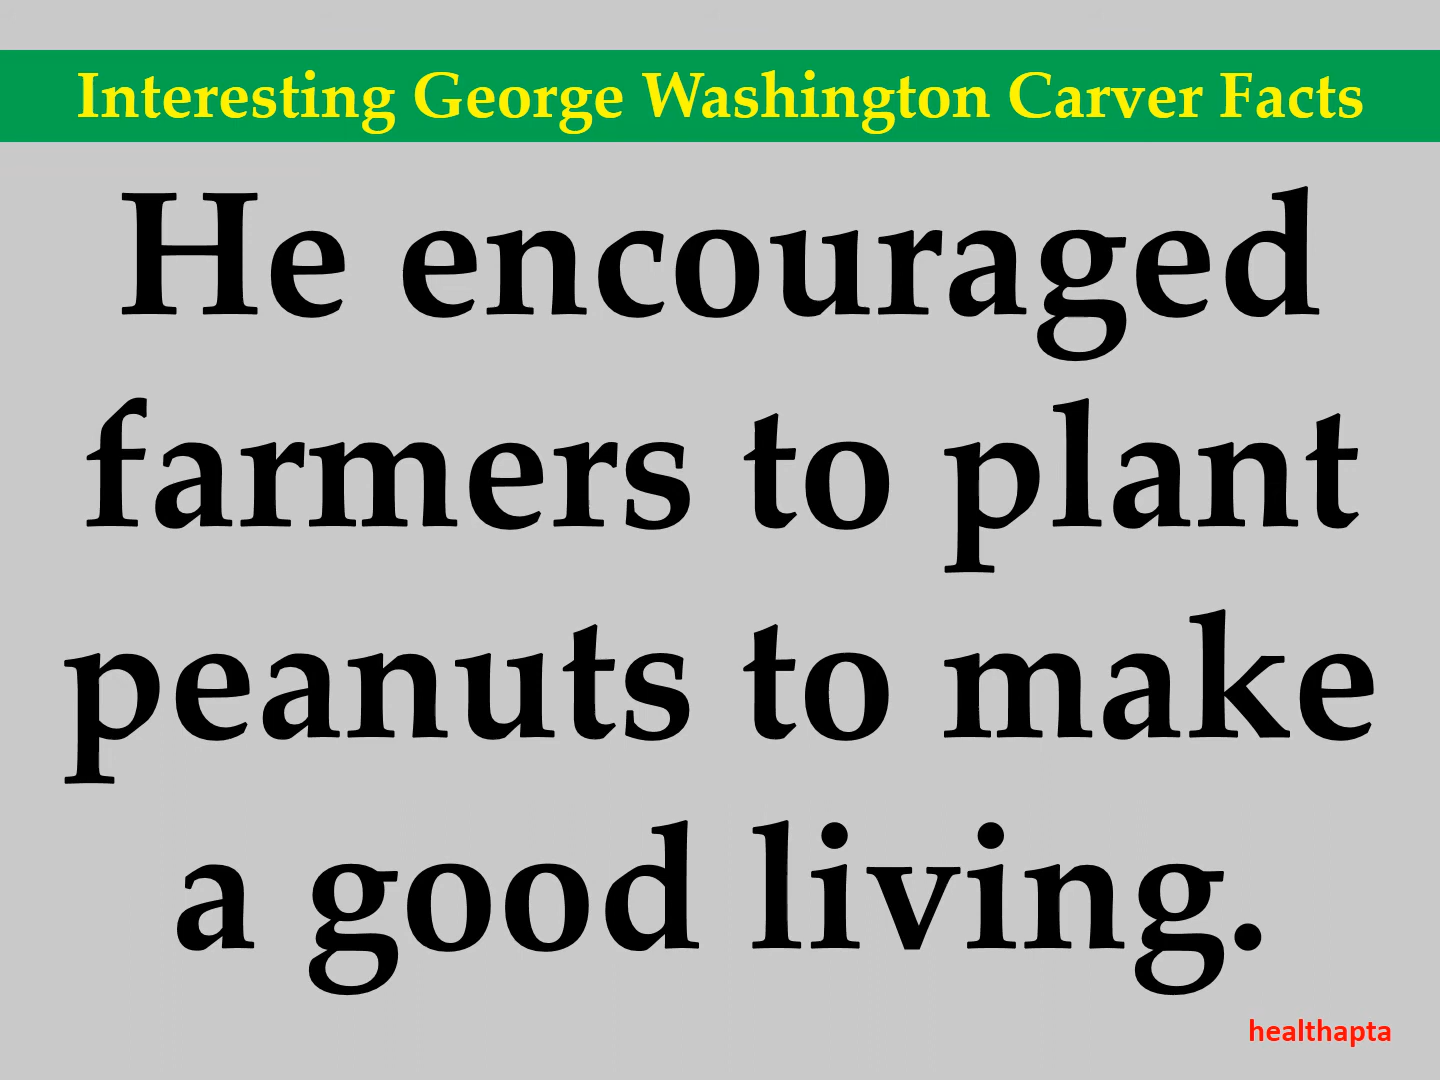 Interesting George Washington Carver Facts
He encouraged
farmers to plant
peanuts to make
a good living.
healthapta